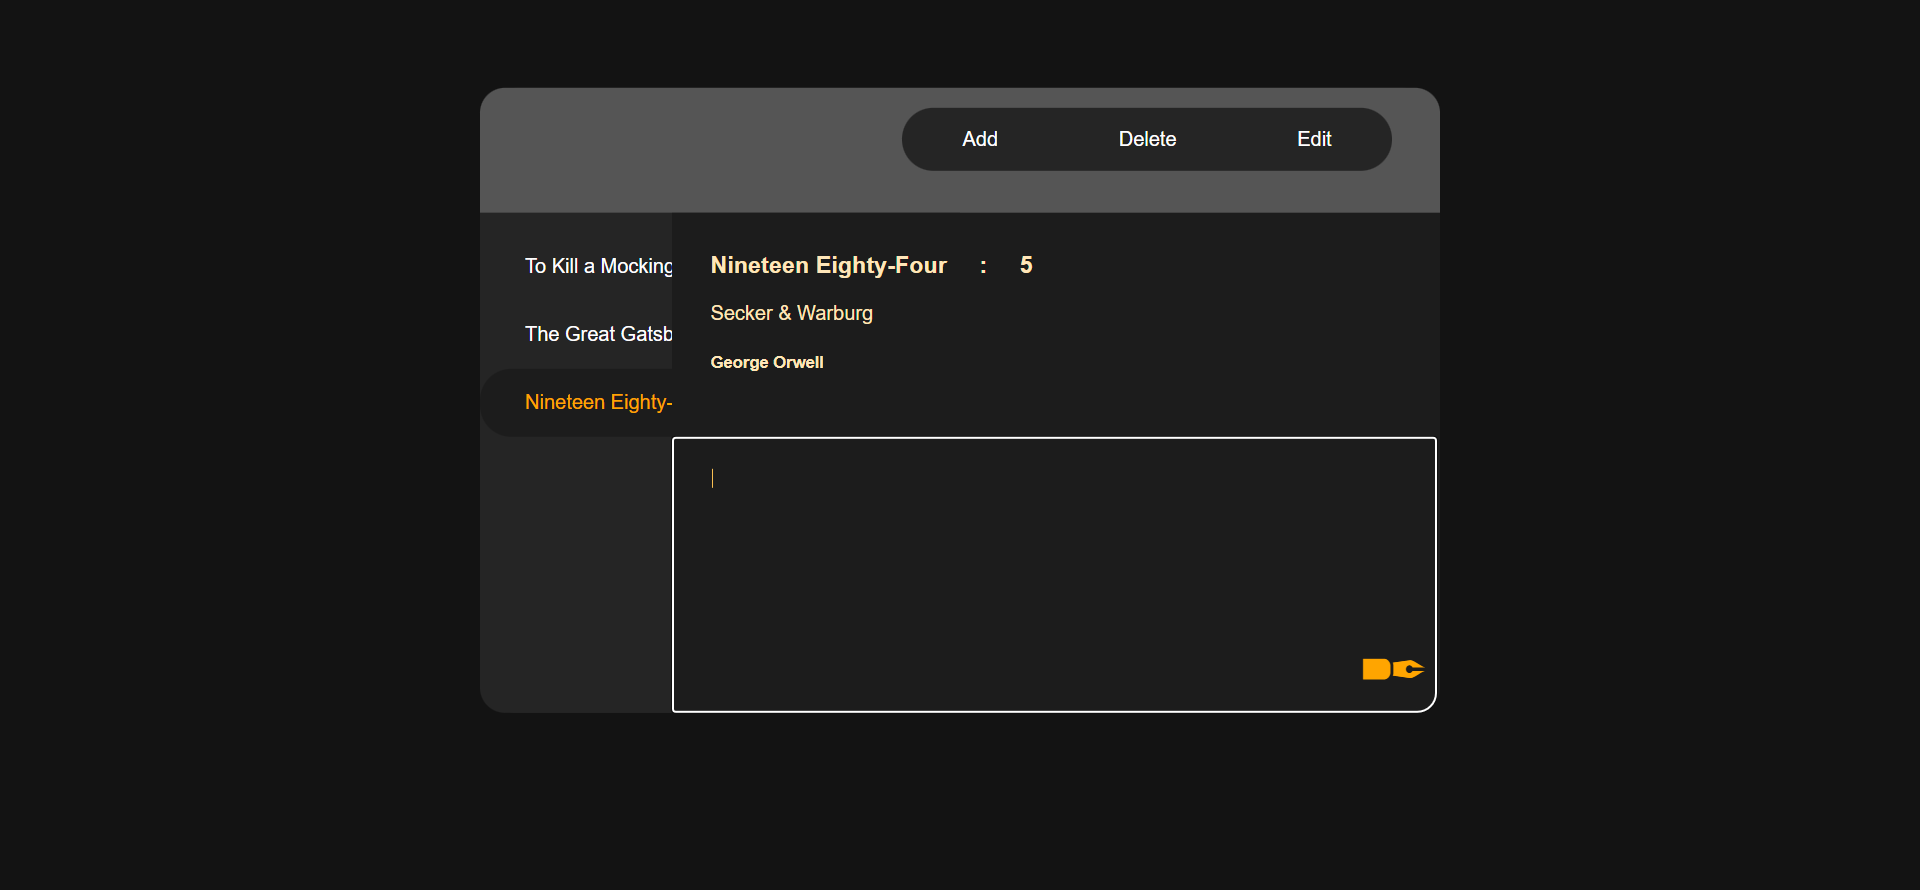 Add Delete Edit
To Kill a Mocking
The Great Gatsb
Nineteen Eighty-
Nineteen Eighty-Four : 5
Secker & Warburg
George Orwell